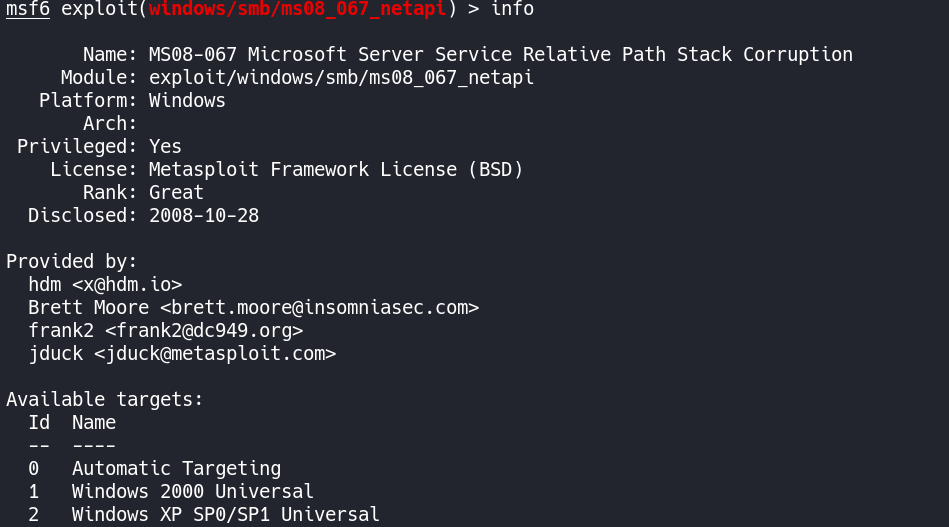 msf6 exploit(windows/smb/ms08_067_netapi) > info
Name: MS08-067 Microsoft Server Service Relative Path Stack Corruption
Module: exploit/windows/smb/ms08_067_netapi
Platform: Windows
Arch:
Privileged: Yes
License: Metasploit Framework License (BSD)
Rank: Great
Disclosed: 2008-10-28
Provided by:
hdm <x@hdm.io>
Brett Moore <brett.moore@insomniasec.com>
frank2 <frank2@dc949.org>
jduck <jduck@metasploit.com>
Available targets:
Id  Name
--  ----
0   Automatic Targeting
1   Windows 2000 Universal
2   Windows XP SP0/SP1 Universal